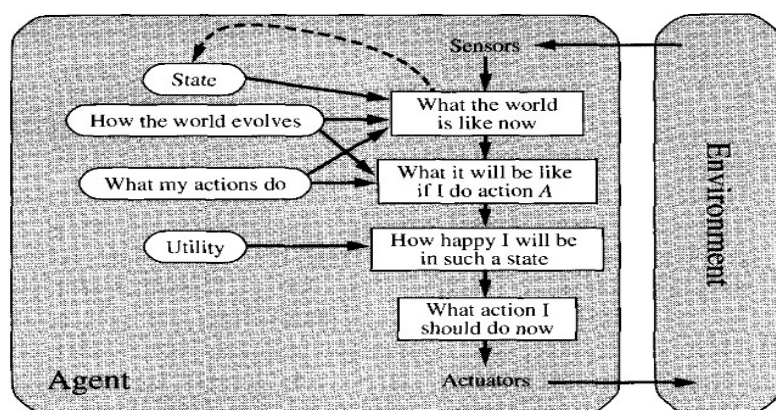 Sensors
State
What the world
is like now
How the world evolves
What it will be like
if I do action A
What my actions do
How happy I will be
in such a state
Utility
What action I
should do now
Agent
Actuators
Environment